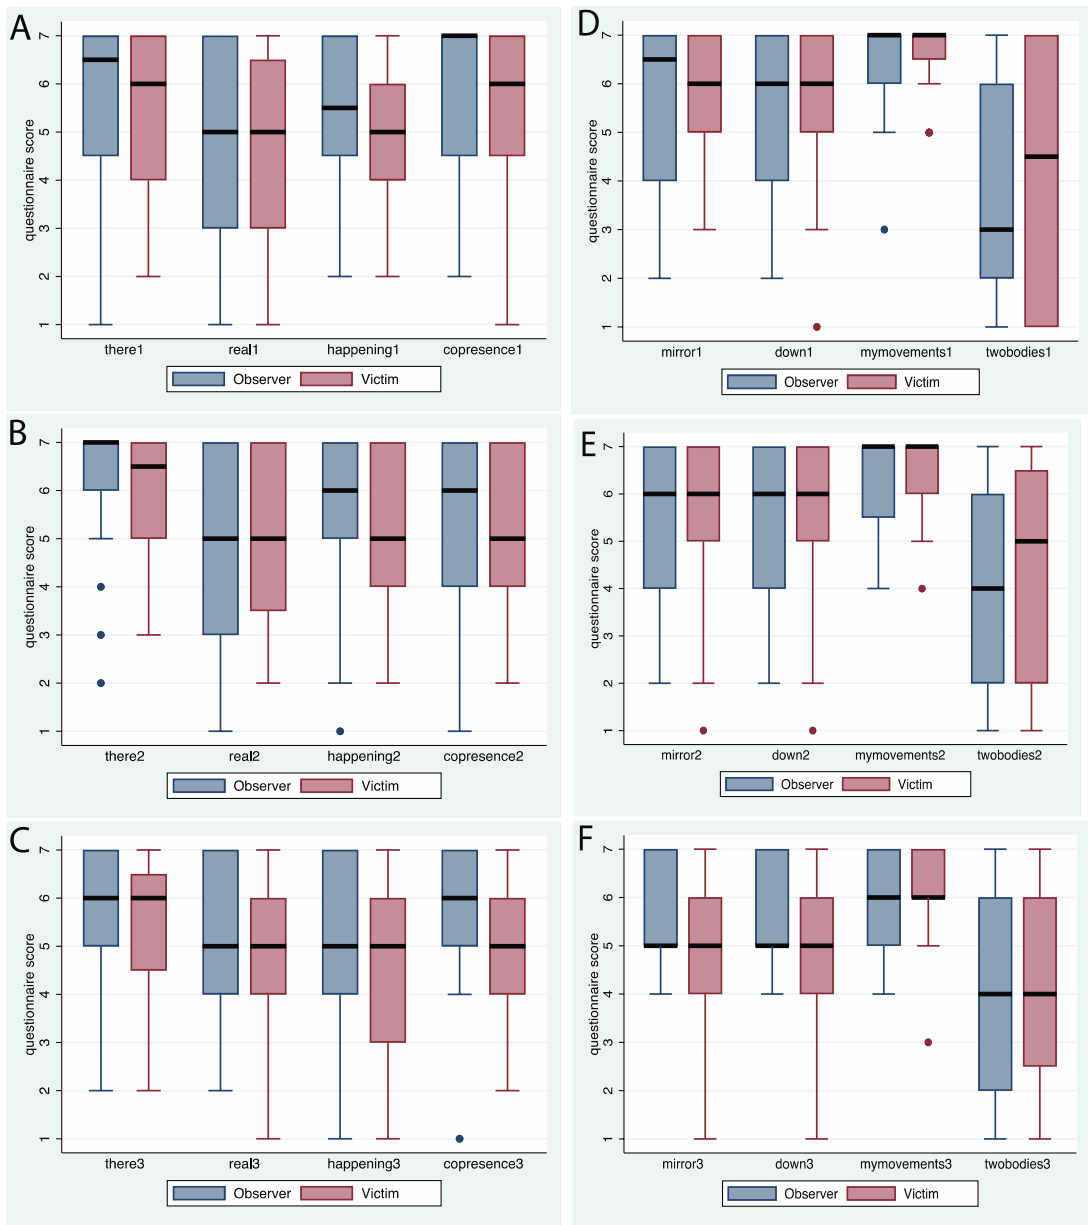 A
questionnaire score
7
6
5
4
3
2
1
there1 real1 happening1 copresence1
Observer Victim
D
questionnaire score
7
6
5
4
3
2
1
mirror1 down1 mymovements1 twobodies1
Observer Victim
B
questionnaire score
7
6
5
4
3
2
1
there2 real2 happening2 copresence2
Observer Victim
E
questionnaire score
7
6
5
4
3
2
1
mirror2 down2 mymovements2 twobodies2
Observer Victim
C
questionnaire score
7
6
5
4
3
2
1
there3 real3 happening3 copresence3
Observer Victim
F
questionnaire score
7
6
5
4
3
2
1
mirror3 down3 mymovements3 twobodies3
Observer Victim